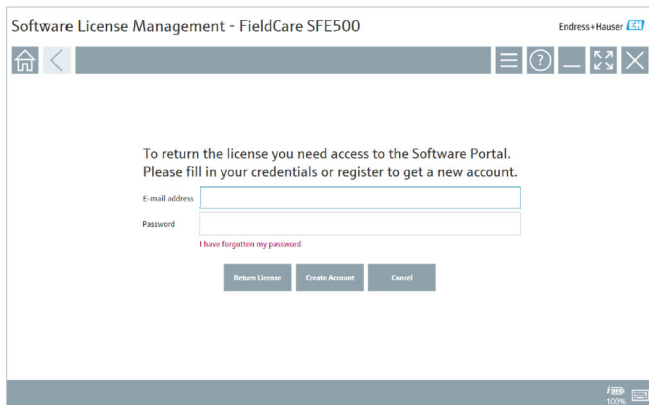 Software License Management - FieldCare SFE500
Endress+Hauser EH
?
To return the license you need access to the Software Portal.
Please fill in your credentials or register to get a new account.
E-mail address
Password
I have forgotten my password
Return License Create Account Cancel
100%